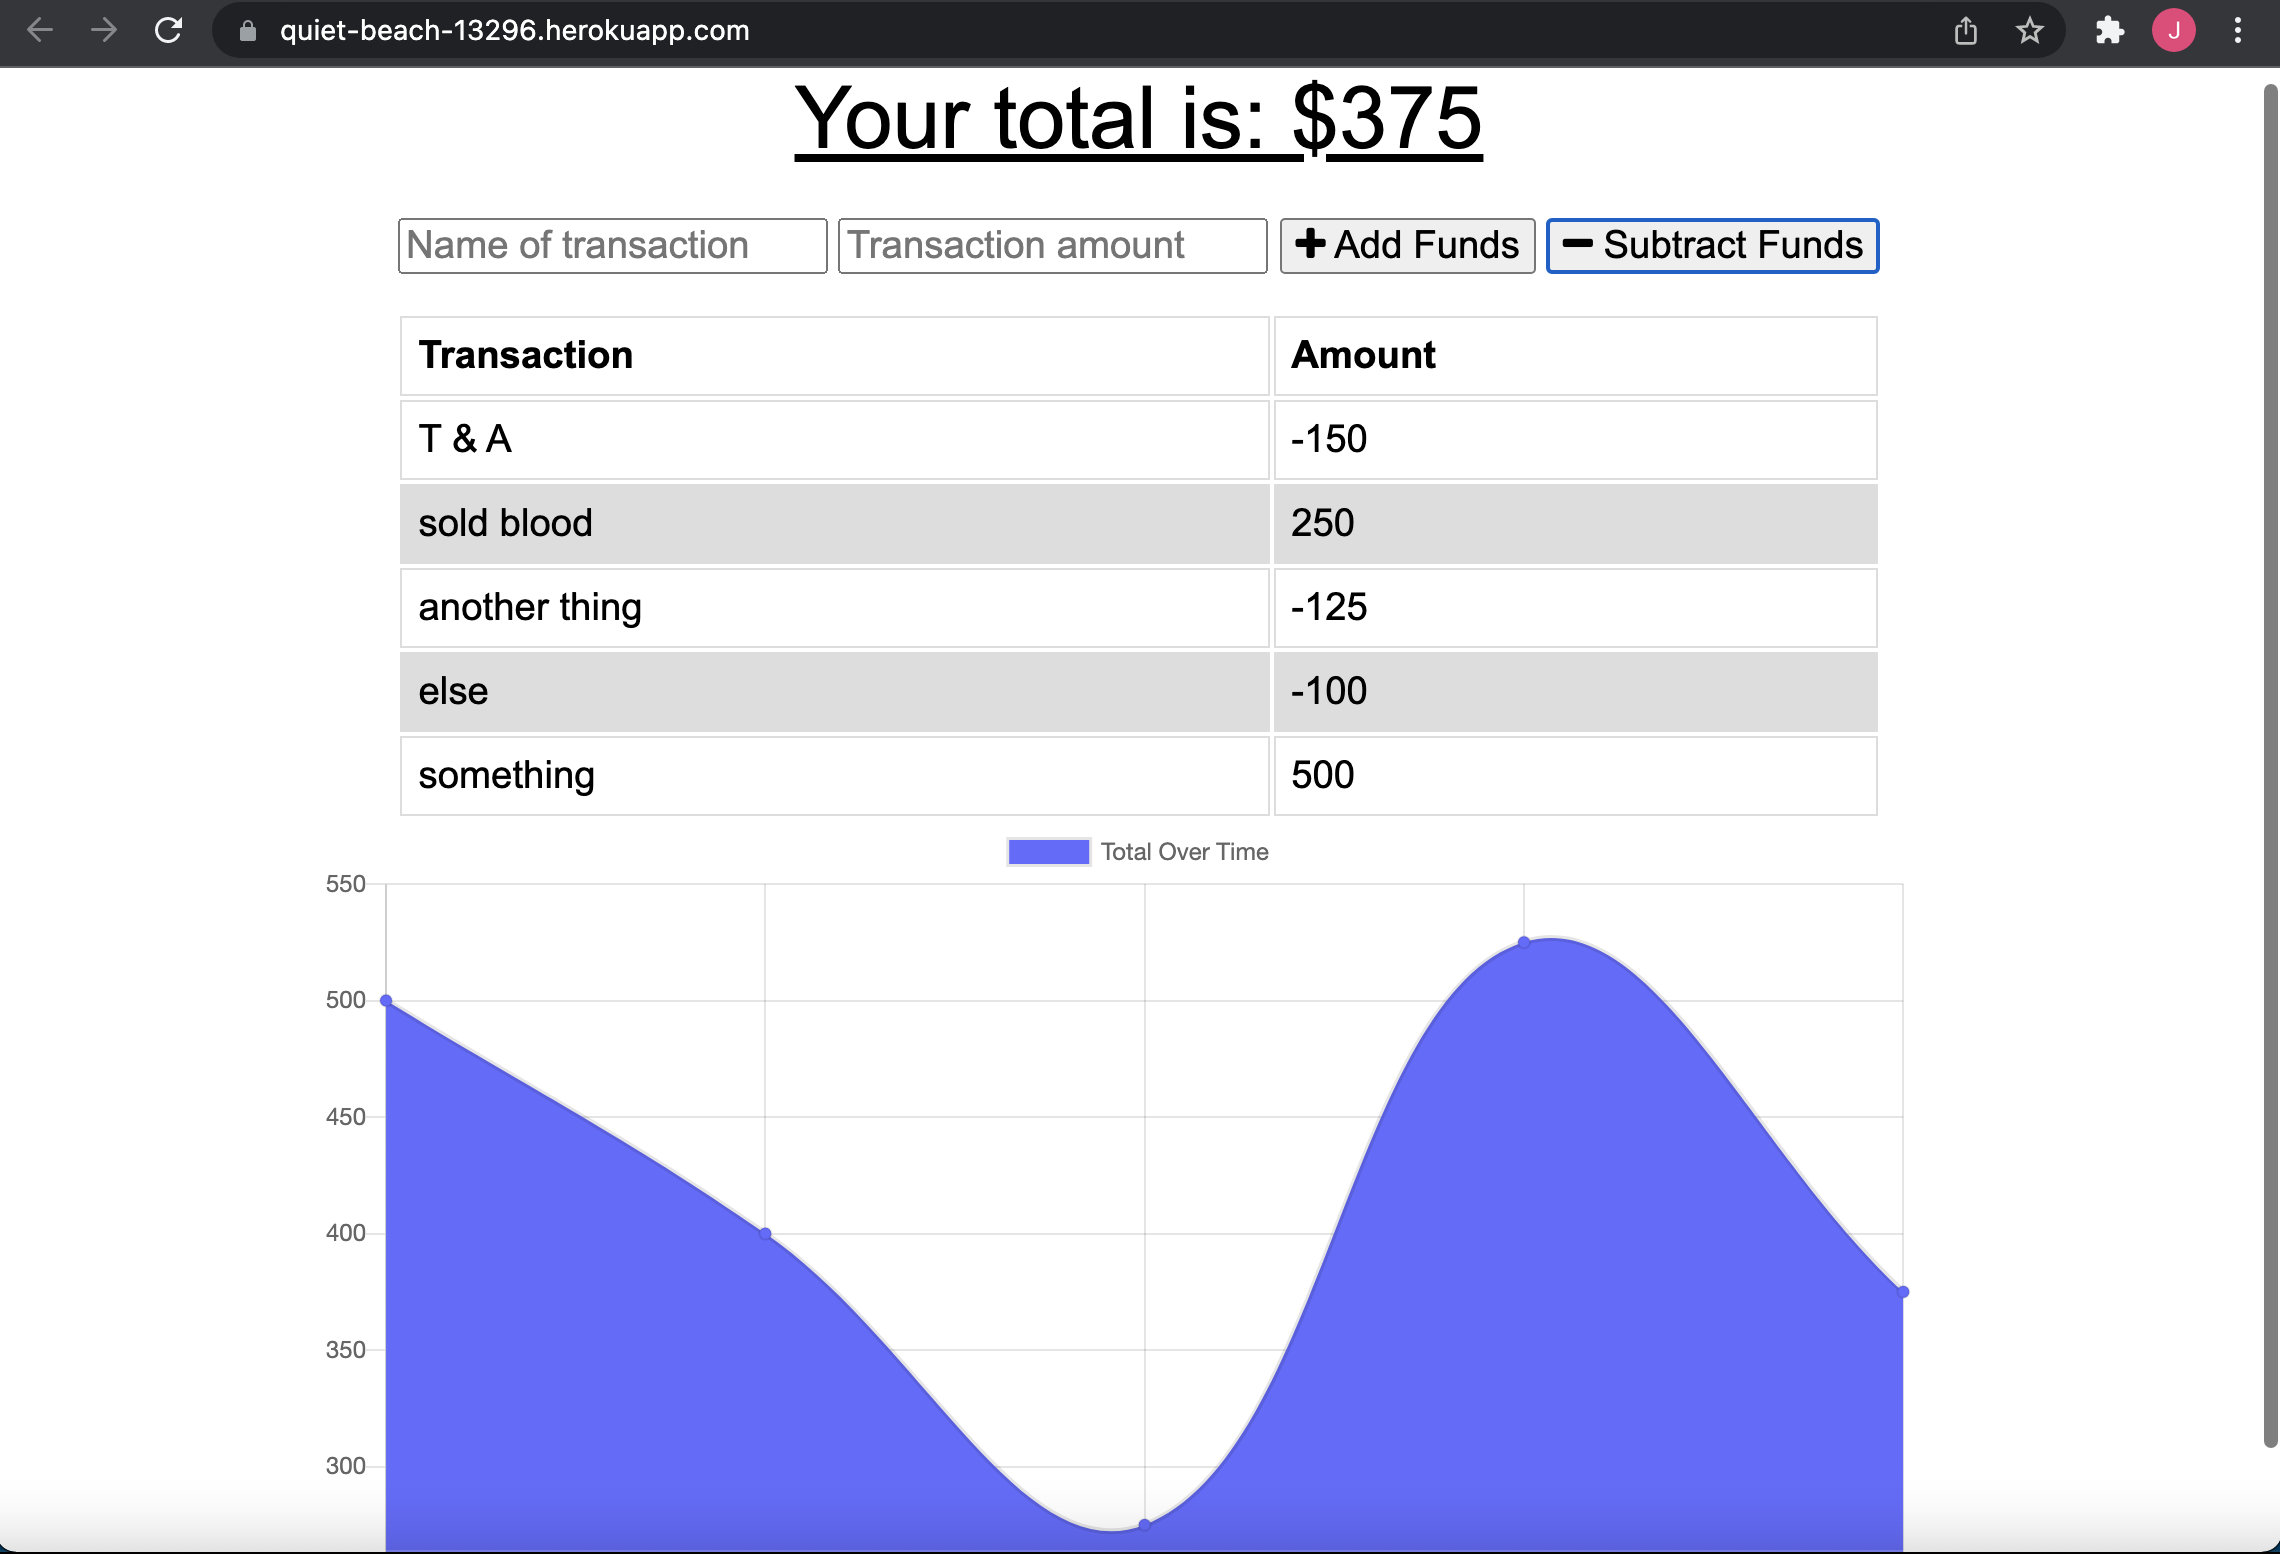 quiet-beach-13296.herokuapp.com
J
Your total is: $375
Name of transaction Transaction amount Add Funds Subtract Funds
Transaction Amount
T & A -150
sold blood 250
another thing -125
else -100
something 500
Total Over Time
550
500
450
400
350
300